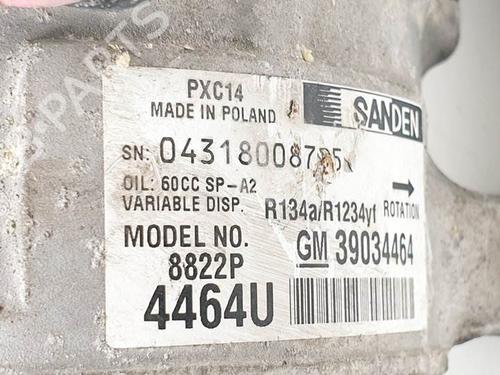 PXC14
MADE IN POLAND
SANDEN
SN:
OIL: 60CC SP-A2
VARIABLE DISP.
R134a/R1234yf
ROTATION
MODEL NO.
8822P
GM 39034464
4464U